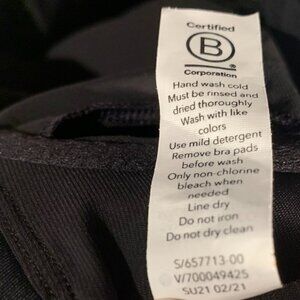 Certified
B
Corporation
Hand wash cold
Must be rinsed and
dried thoroughly
Wash with like
colors
Use mild detergent
Remove bra pads
before wash
Only non-chlorine
bleach when
needed
Line dry
Do not iron
Do not dry clean
S/657713-00
V/700049425
SU21 02/21